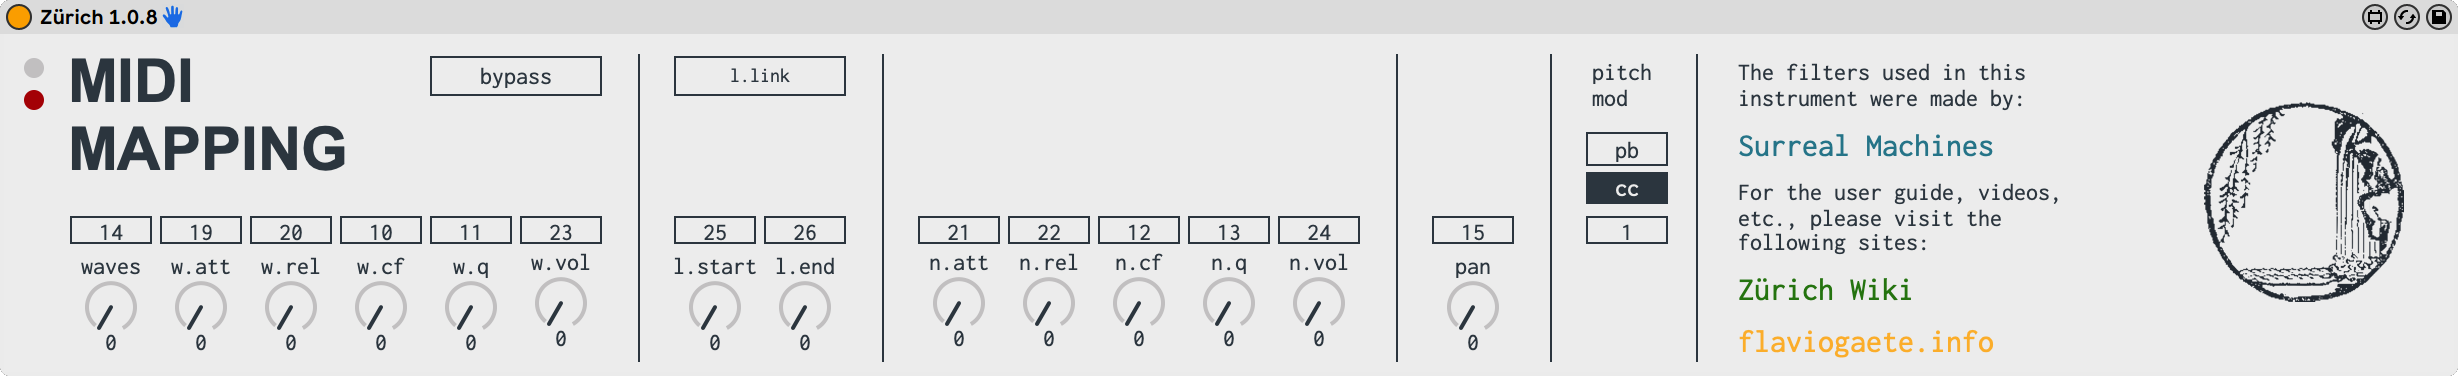 Zürich 1.0.8
MIDI
MAPPING
bypass
14 19 20 10 11 23
waves w.att w.rel w.cf w.q w.vol
0 0 0 0 0 0
l.link
25 26
l.start l.end
0 0
21 22 12 13 24
n.att n.rel n.cf n.q n.vol
0 0 0 0 0
15
pan
0
pitch
mod
pb
cc
1
The filters used in this
instrument were made by:
Surreal Machines
For the user guide, videos,
etc., please visit the
following sites:
Zürich Wiki
flaviogaete.info